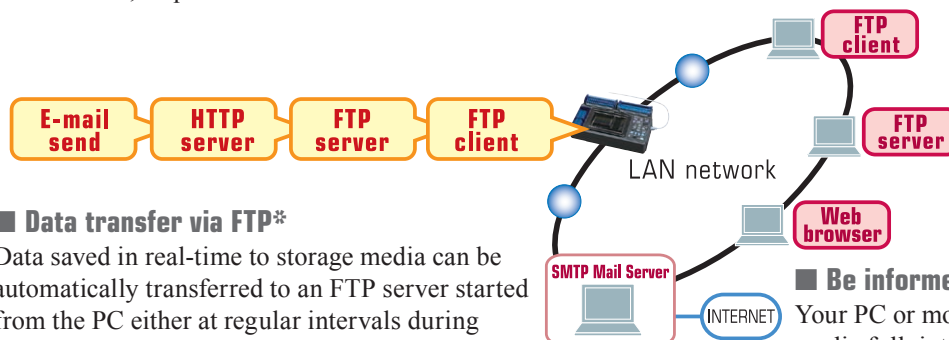 FTP
client
E-mail
send
HTTP
server
FTP
server
FTP
client
FTP
server
LAN network
Web
browser
■ Data transfer via FTP*
Data saved in real-time to storage media can be
automatically transferred to an FTP server started
from the PC either at regular intervals during
SMTP Mail Server
INTERNET
■ Be informe
Your PC or mo